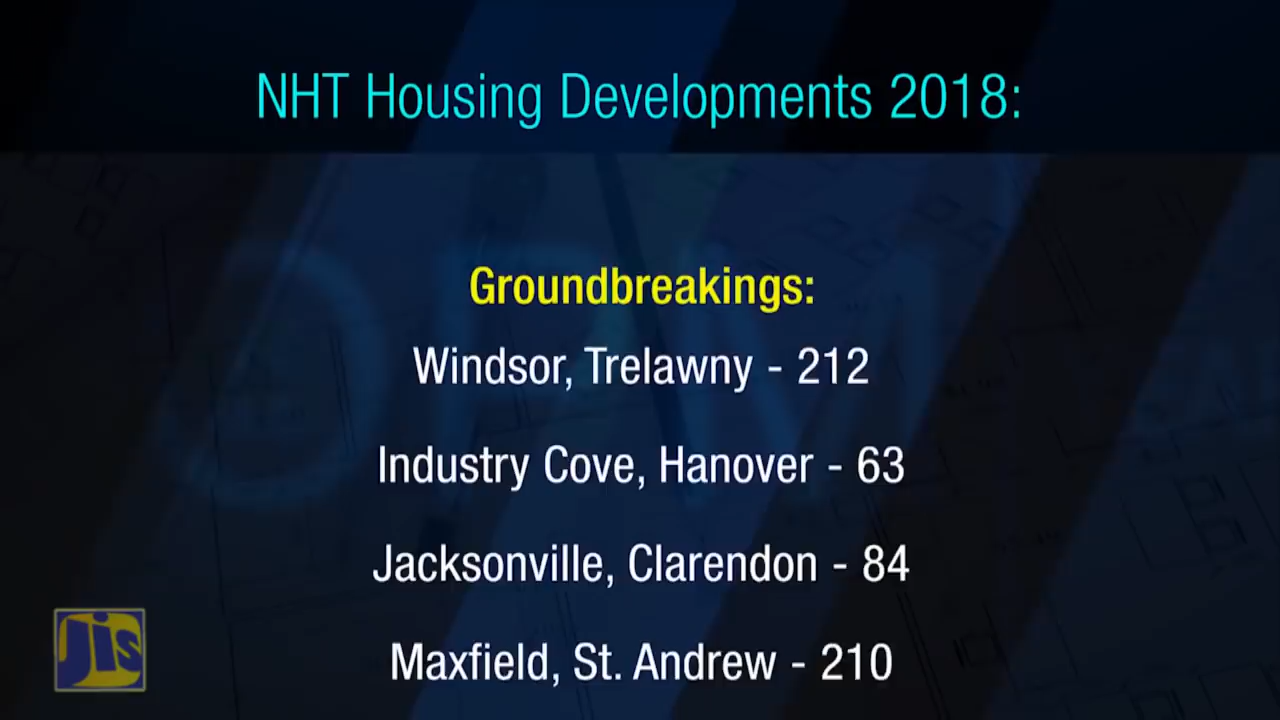 NHT Housing Developments 2018:
Groundbreakings:
Windsor, Trelawny - 212
Industry Cove, Hanover - 63
Jacksonville, Clarendon - 84
Maxfield, St. Andrew - 210
Jis